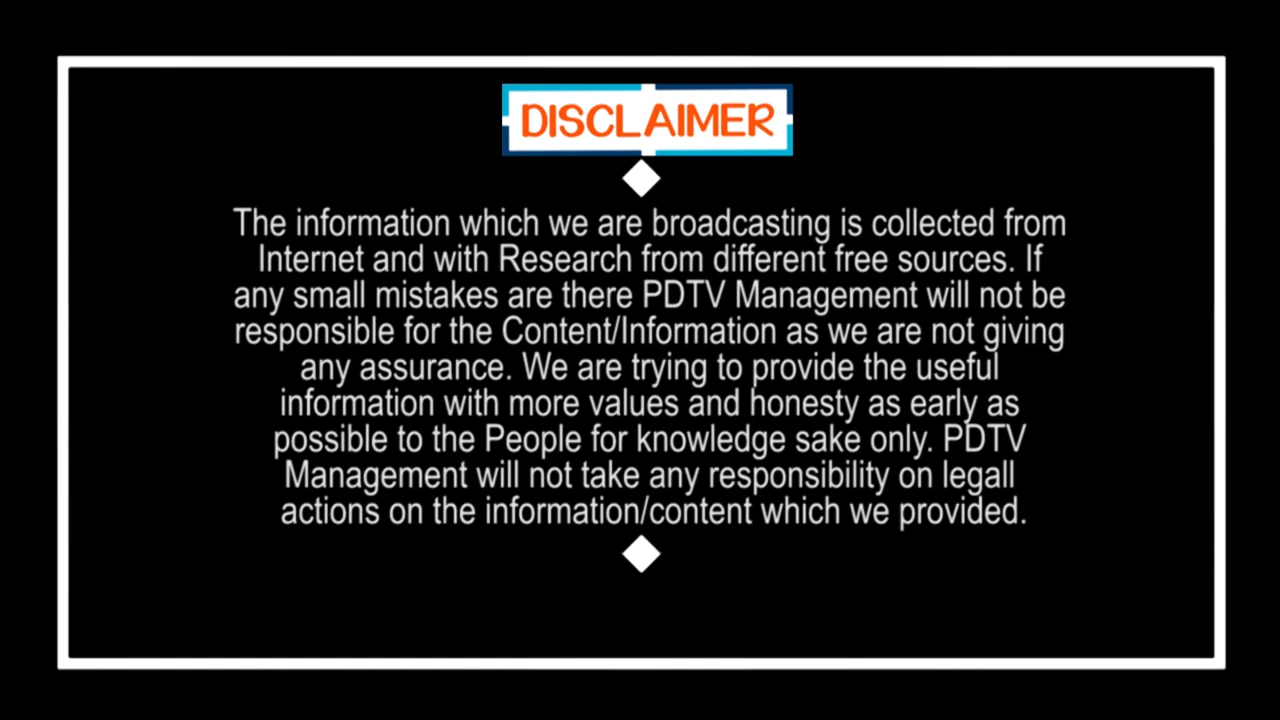 DISCLAIMER
The information which we are broadcasting is collected from
Internet and with Research from different free sources. If
any small mistakes are there PDTV Management will not be
responsible for the Content/Information as we are not giving
any assurance. We are trying to provide the useful
information with more values and honesty as early as
possible to the People for knowledge sake only. PDTV
Management will not take any responsibility on legall
actions on the information/content which we provided.